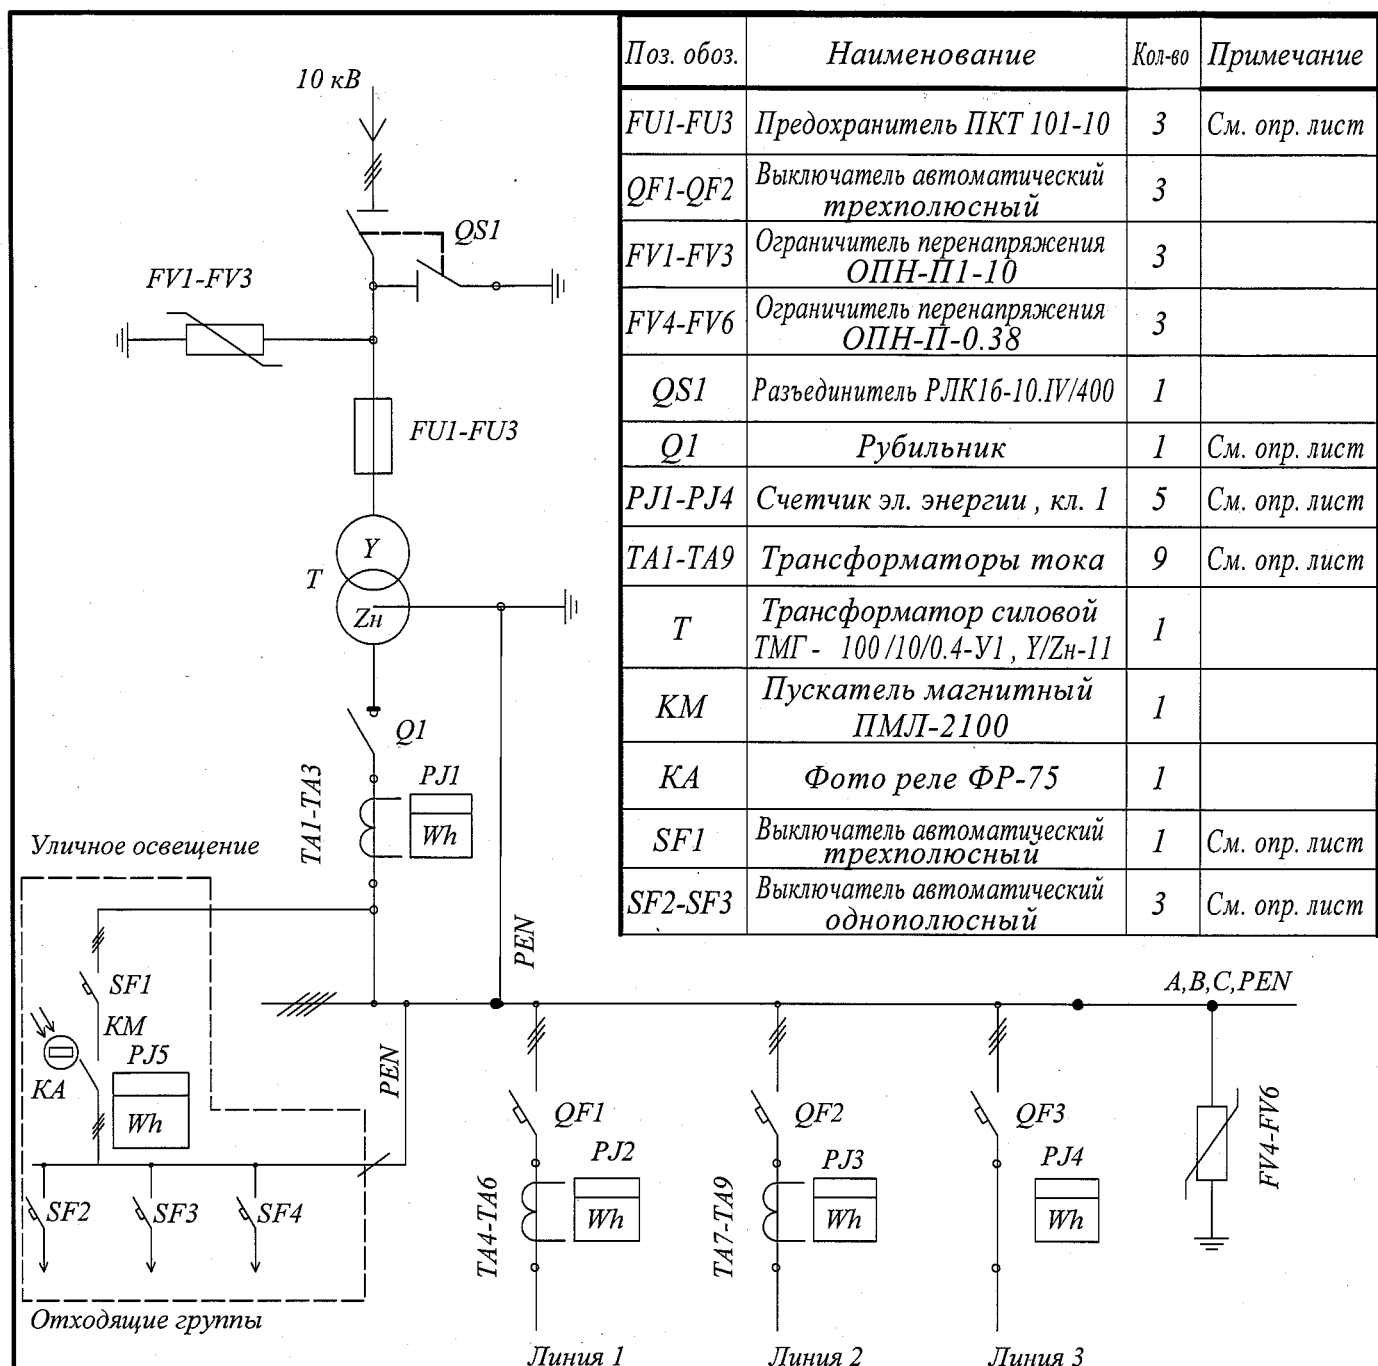 Поз. обоз. Наименование Кол-во Примечание
FU1-FU3 Предохранитель ПКТ 101-10 3 См. опр. лист
QF1-QF2 Выключатель автоматический
трехполюсный 3
FV1-FV3 Ограничитель перенапряжения
ОПН-П1-10 3
FV4-FV6 Ограничитель перенапряжения
ОПН-П-0.38 3
QS1 Разъединитель РЛК1б-10.IV/400 1
Q1 Рубильник 1 См. опр. лист
PJ1-PJ4 Счетчик эл. энергии , кл. 1 5 См. опр. лист
TA1-TA9 Трансформаторы тока 9 См. опр. лист
T Трансформатор силовой
ТМГ - 100 /10/0.4-У1 , Y/Zн-11 1
KM Пускатель магнитный
ПМЛ-2100 1
KA Фото реле ФР-75 1
SF1 Выключатель автоматический
трехполюсный 1 См. опр. лист
SF2-SF3 Выключатель автоматический
однополюсный 3 См. опр. лист
10 кВ
QS1
FV1-FV3
FU1-FU3
Y
T
Zн
Q1
TA1-TA3
PJ1
Wh
Уличное освещение
PEN
SF1
KM
PJ5
KA
Wh
PEN
A,B,C,PEN
SF2
SF3
SF4
Отходящие группы
QF1
PJ2
TA4-TA6
Wh
Линия 1
QF2
PJ3
TA7-TA9
Wh
Линия 2
QF3
PJ4
Wh
Линия 3
FV4-FV6